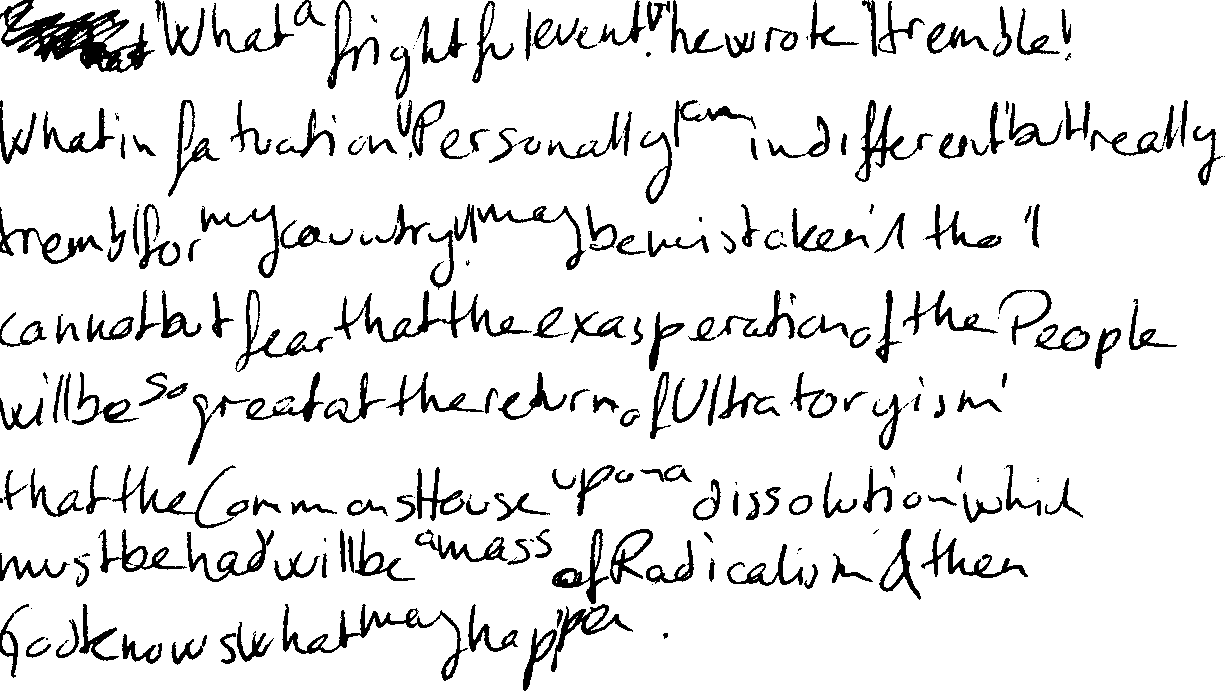 "What a frightful event!" he wrote "I tremble!
What infatuation! Personally I am indifferent but I really
trembl for my country! I may be mistaken' tho' I
cannot but fear that the exasperation of the People
will be so great at the return of Ultratoryism'
that the Commons House upon a dissolution' which
must be had' will be a mass of Radicalism & then
God knows what may happen.